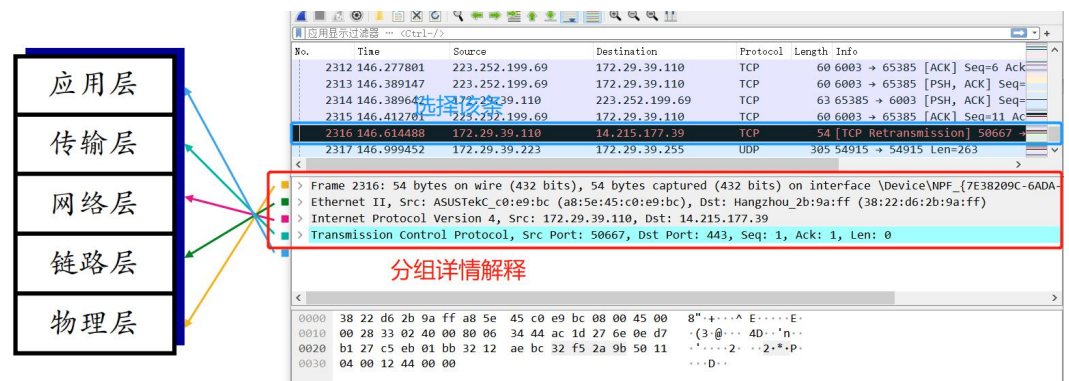 应用层
传输层
网络层
链路层
物理层
应用显示过滤器 … <Ctrl-/>
No. Time Source Destination Protocol Length Info
2312 146.277801 223.252.199.69 172.29.39.110 TCP 60 6003 → 65385 [ACK] Seq=6 Ack
2313 146.389147 223.252.199.69 172.29.39.110 TCP 60 6003 → 65385 [PSH, ACK] Seq=
2314 146.389642 172.29.39.110 223.252.199.69 TCP 63 65385 → 6003 [PSH, ACK] Seq=
选择该条
2315 146.412701 223.252.199.69 172.29.39.110 TCP 60 6003 → 65385 [ACK] Seq=11 Ac
2316 146.614488 172.29.39.110 14.215.177.39 TCP 54 [TCP Retransmission] 50667 →
2317 146.999452 172.29.39.223 172.29.39.255 UDP 305 54915 → 54915 Len=263
Frame 2316: 54 bytes on wire (432 bits), 54 bytes captured (432 bits) on interface \Device\NPF_{7E38209C-6ADA-
Ethernet II, Src: ASUSTekC_c0:e9:bc (a8:5e:45:c0:e9:bc), Dst: Hangzhou_2b:9a:ff (38:22:d6:2b:9a:ff)
Internet Protocol Version 4, Src: 172.29.39.110, Dst: 14.215.177.39
Transmission Control Protocol, Src Port: 50667, Dst Port: 443, Seq: 1, Ack: 1, Len: 0
分组详情解释
0000 38 22 d6 2b 9a ff a8 5e 45 c0 e9 bc 08 00 45 00 8"·+···^ E·····E·
0010 00 28 33 02 40 00 80 06 34 44 ac 1d 27 6e 0e d7 ·(3·@··· 4D··'n··
0020 b1 27 c5 eb 01 bb 32 12 ae bc 32 f5 2a 9b 50 11 ·'····2· ··2·*·P·
0030 04 00 12 44 00 00 ···D··